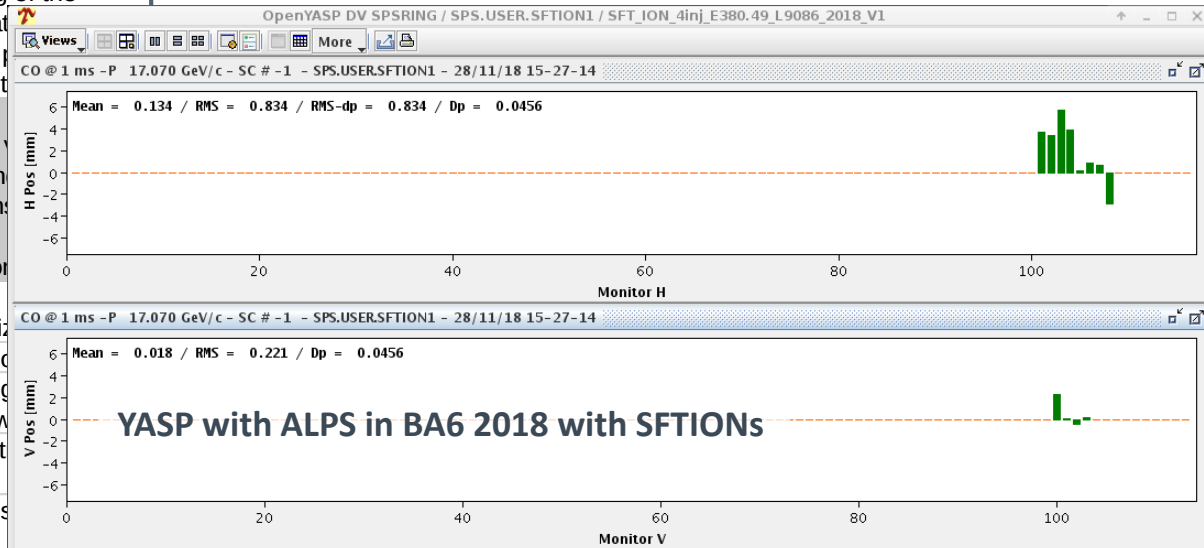 g of the
OpenYASP DV SPSRING / SPS.USER.SFTION1 / SFT_ION_4inj_E380.49_L9086_2018_V1
Views
More
CO @ 1 ms -P 17.070 GeV/c - SC # -1 - SPS.USER.SFTION1 - 28/11/18 15-27-14
Mean = 0.134 / RMS = 0.834 / RMS-dp = 0.834 / Dp = 0.0456
H Pos [mm]
6
4
2
0
-2
-4
-6
0 20 40 60 80 100
Monitor H
CO @ 1 ms -P 17.070 GeV/c - SC # -1 - SPS.USER.SFTION1 - 28/11/18 15-27-14
Mean = 0.018 / RMS = 0.221 / Dp = 0.0456
V Pos [mm]
6
4
2
0
-2
-4
-6
YASP with ALPS in BA6 2018 with SFTIONs
0 20 40 60 80 100
Monitor V